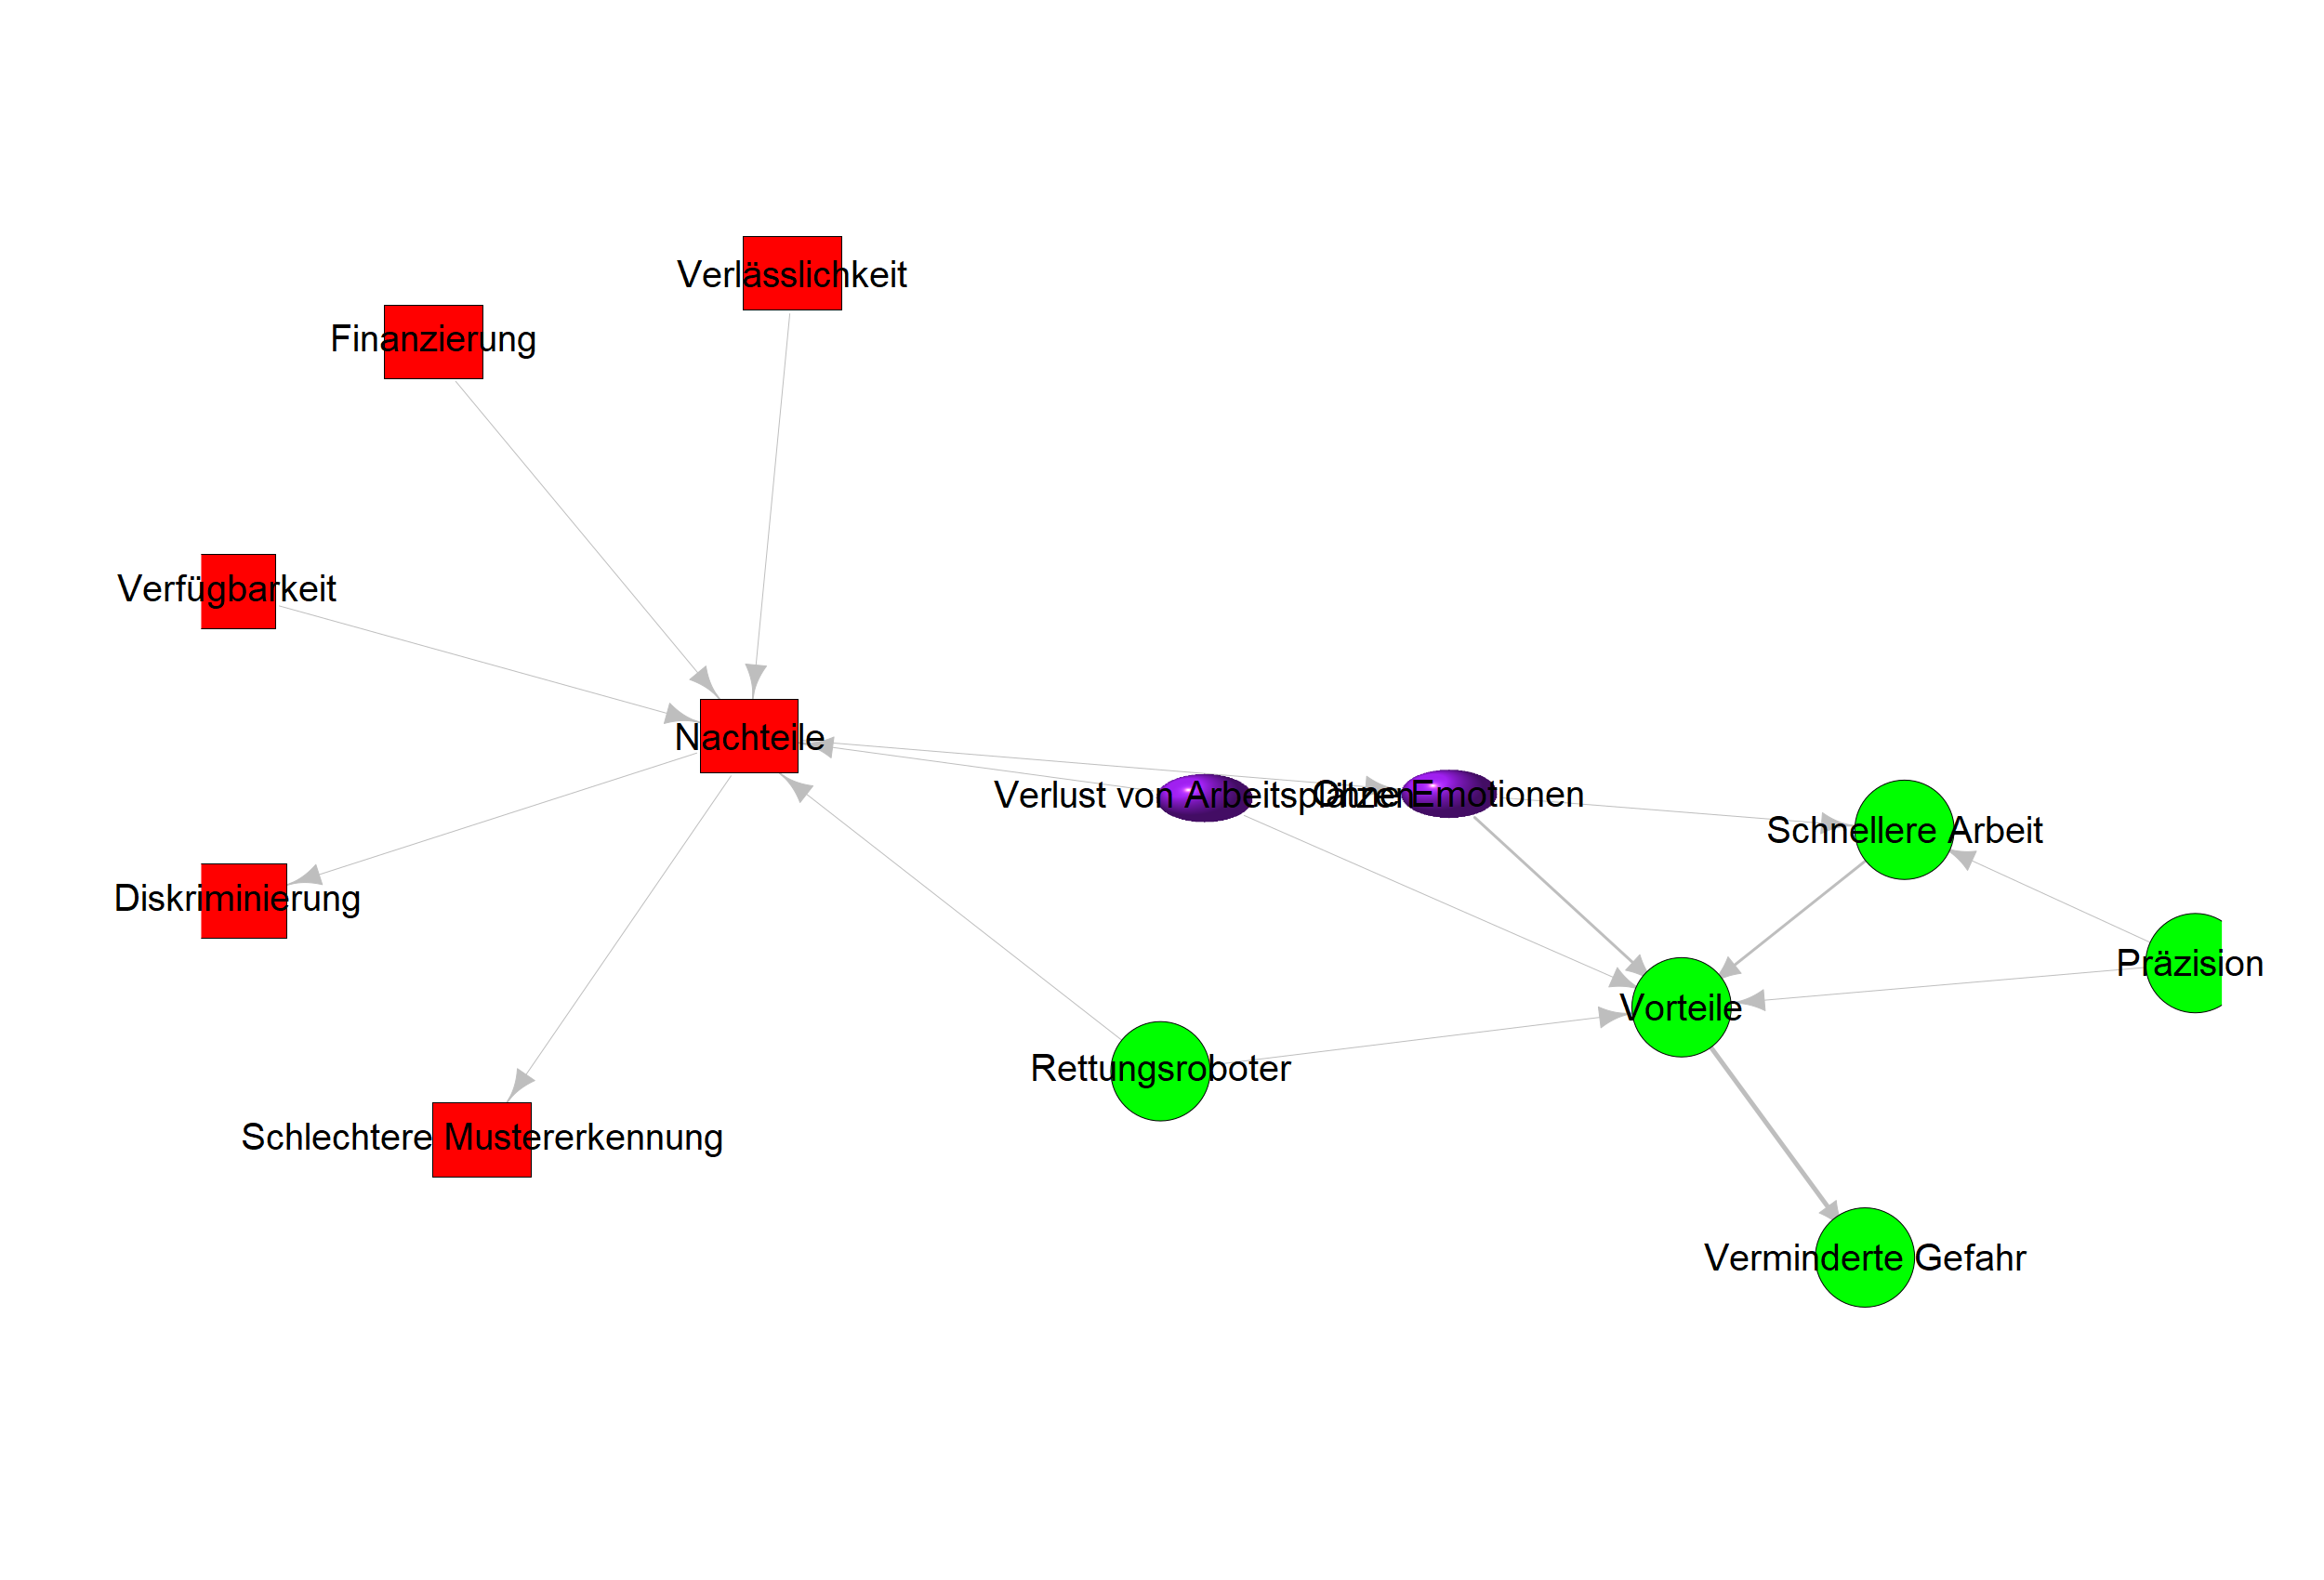 Verlässlichkeit
Finanzierung
Verfügbarkeit
Nachteile
Verlust von Arbeitsplätzen
Ohne Emotionen
Schnellere Arbeit
Diskriminierung
Präzision
Vorteile
Rettungsroboter
Schlechtere Mustererkennung
Verminderte Gefahr